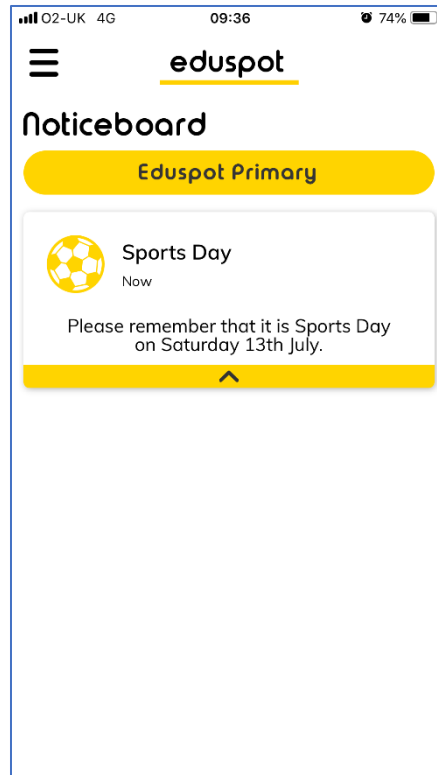 O2-UK 4G 09:36 74%
eduspot
Noticeboard
Eduspot Primary
Sports Day
Now
Please remember that it is Sports Day
on Saturday 13th July.